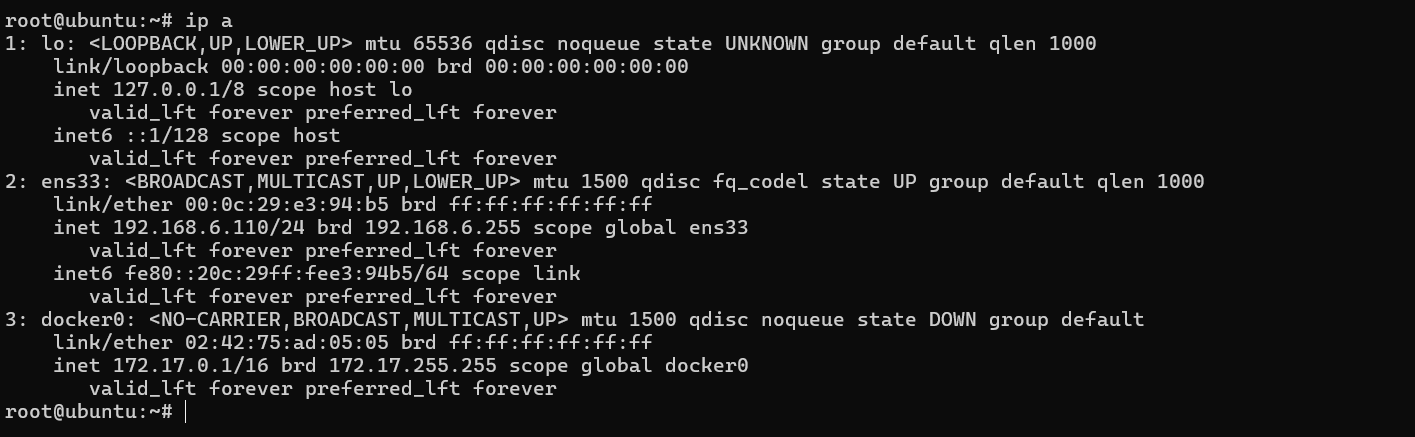 root@ubuntu:~# ip a
1: lo: <LOOPBACK,UP,LOWER_UP> mtu 65536 qdisc noqueue state UNKNOWN group default qlen 1000
    link/loopback 00:00:00:00:00:00 brd 00:00:00:00:00:00
    inet 127.0.0.1/8 scope host lo
       valid_lft forever preferred_lft forever
    inet6 ::1/128 scope host
       valid_lft forever preferred_lft forever
2: ens33: <BROADCAST,MULTICAST,UP,LOWER_UP> mtu 1500 qdisc fq_codel state UP group default qlen 1000
    link/ether 00:0c:29:e3:94:b5 brd ff:ff:ff:ff:ff:ff
    inet 192.168.6.110/24 brd 192.168.6.255 scope global ens33
       valid_lft forever preferred_lft forever
    inet6 fe80::20c:29ff:fee3:94b5/64 scope link
       valid_lft forever preferred_lft forever
3: docker0: <NO-CARRIER,BROADCAST,MULTICAST,UP> mtu 1500 qdisc noqueue state DOWN group default
    link/ether 02:42:75:ad:05:05 brd ff:ff:ff:ff:ff:ff
    inet 172.17.0.1/16 brd 172.17.255.255 scope global docker0
       valid_lft forever preferred_lft forever
root@ubuntu:~#